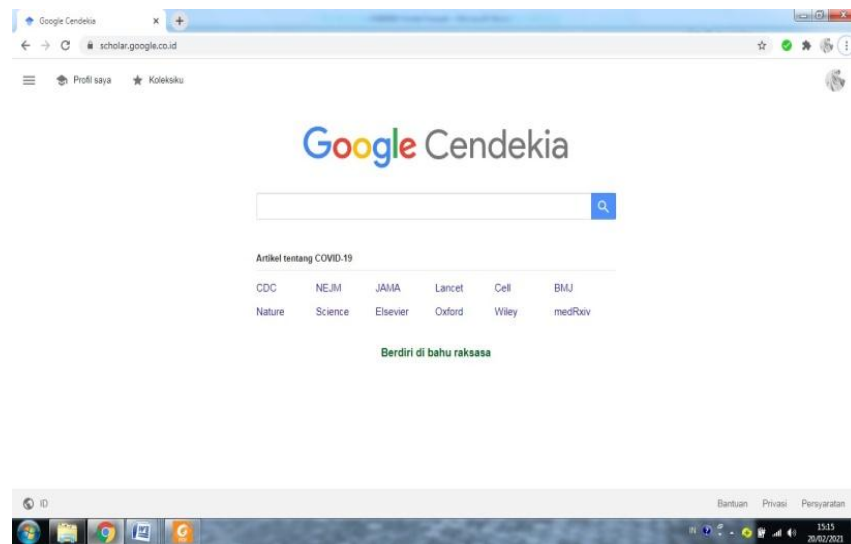 Google Cendekia
scholar.google.co.id
Profil saya Koleksiku
Google Cendekia
Artikel tentang COVID-19
CDC NEJM JAMA Lancet Cell BMJ
Nature Science Elsevier Oxford Wiley medRxiv
Berdiri di bahu raksasa
ID Bantuan Privasi Persyaratan
IN 15:15
20/02/2021